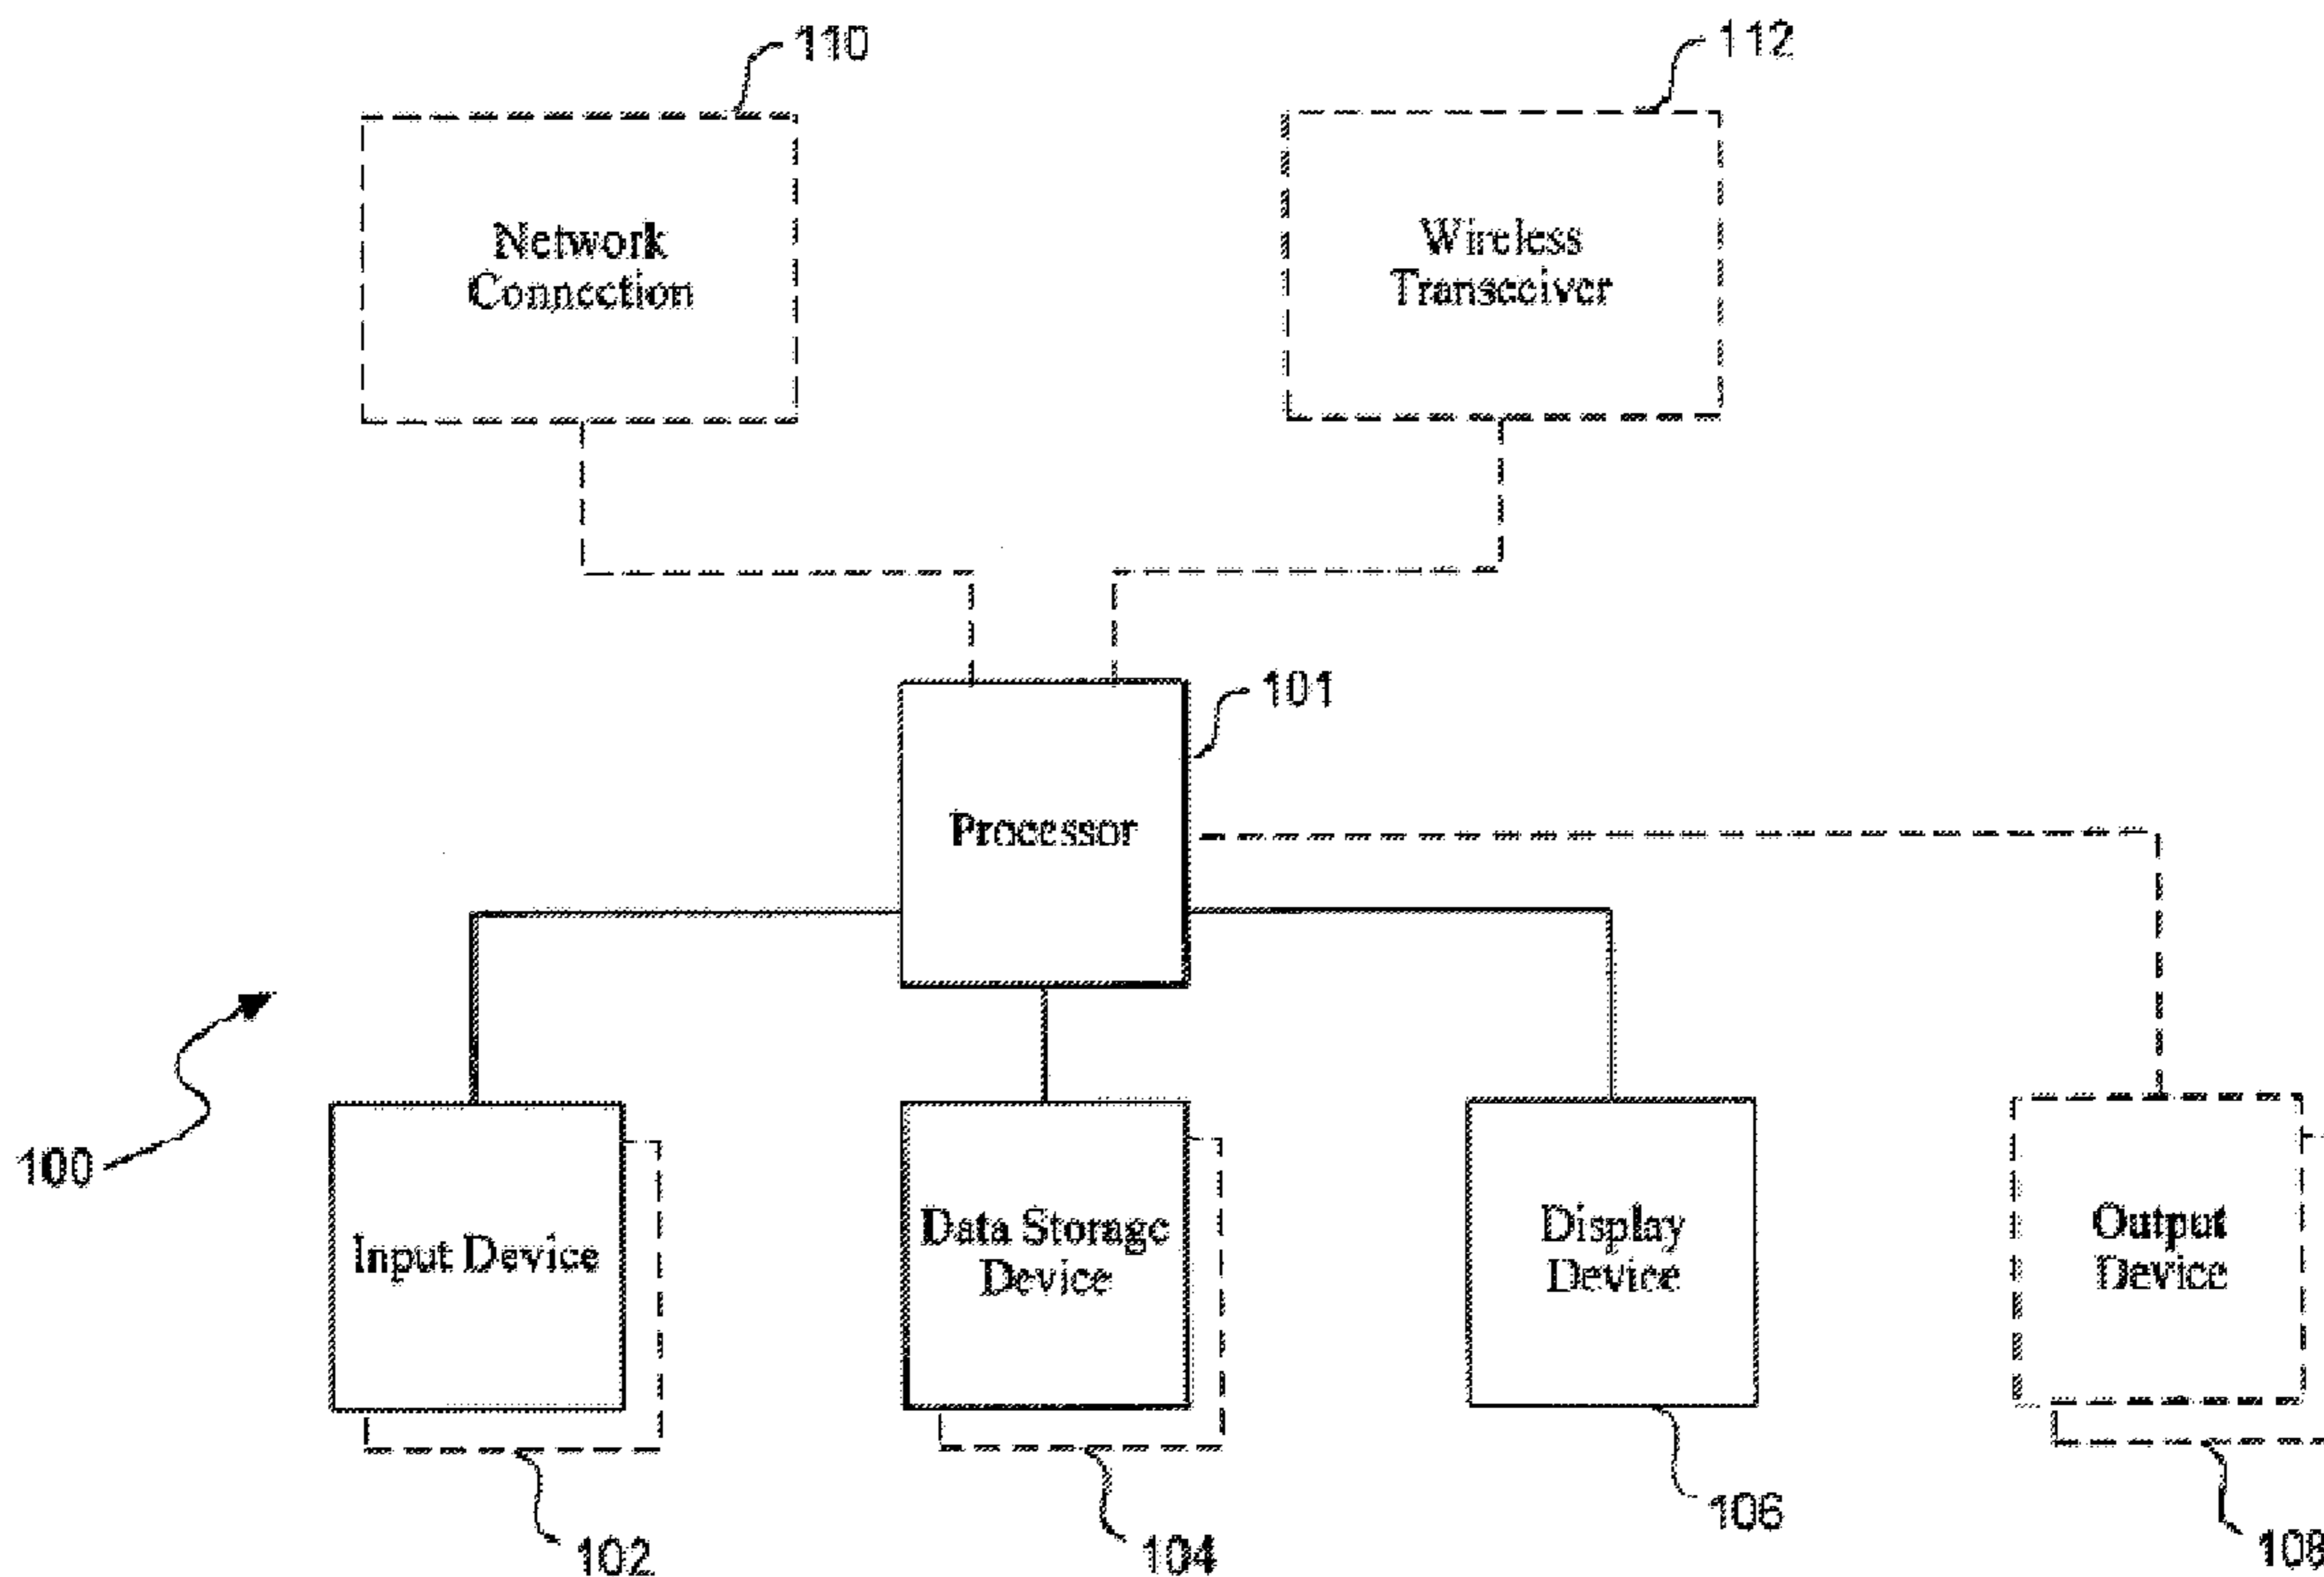 110
112
Network
Connection
Wireless
Transceiver
101
Processor
100
Input Device
Data Storage
Device
Display
Device
Output
Device
102
104
106
108